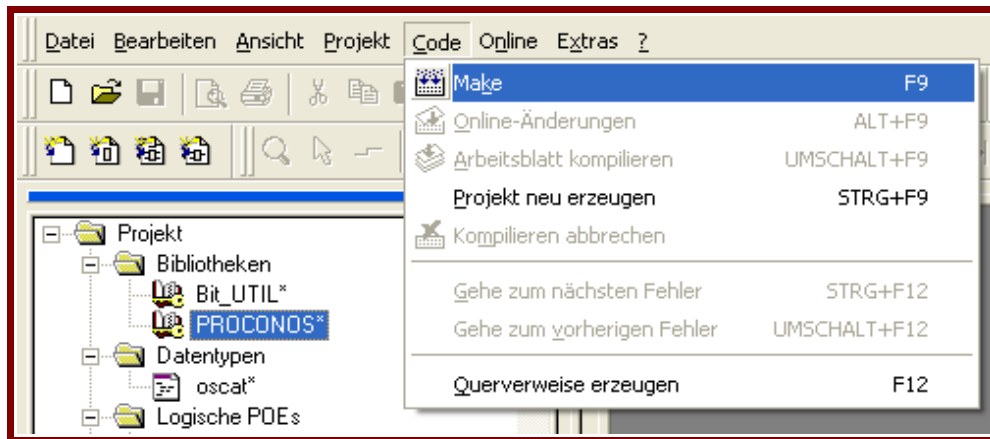 Datei Bearbeiten Ansicht Projekt Code Online Extras ?
Make F9
Online-Änderungen ALT+F9
Arbeitsblatt kompilieren UMSCHALT+F9
Projekt neu erzeugen STRG+F9
Kompilieren abbrechen
Gehe zum nächsten Fehler STRG+F12
Gehe zum vorherigen Fehler UMSCHALT+F12
Querverweise erzeugen F12
Projekt
Bibliotheken
Bit_UTIL*
PROCONOS*
Datentypen
oscat*
Logische POEs